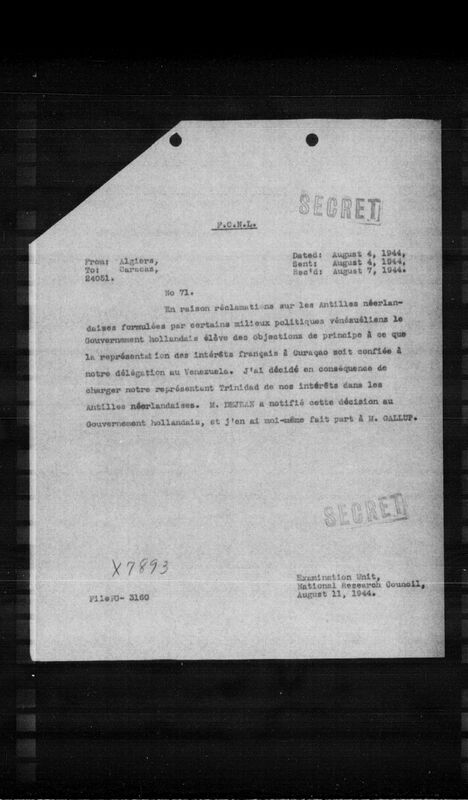 SECRET
F.C.N.L.
From: Algiers,
To: Caracas,
24051.
Dated: August 4, 1944,
Sent: August 4, 1944,
Rec'd: August 7, 1944.
No 71.
En raison réclamations sur les Antilles néerlan-
daises formulées par certains milieux politiques vénézuéliens le
Gouvernement hollandais élève des objections de principe à ce que
la représentation des intérêts français à Curaçao soit confiée à
notre délégation au Venezuela. J'ai décidé en conséquence de
charger notre représentant Trinidad de nos intérêts dans les
Antilles néerlandaises. M. DEJEAN a notifié cette décision au
Gouvernement hollandais, et j'en ai moi-même fait part à M. GALLUP.
SECRET
X7893
FileFC- 3160
Examination Unit,
National Research Council,
August 11, 1944.